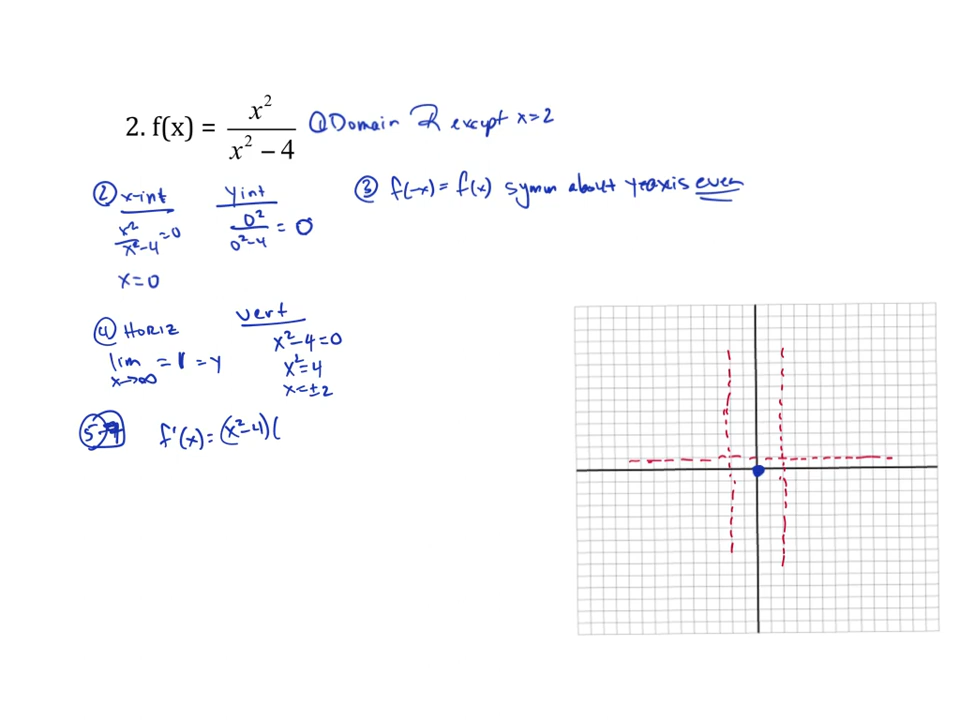 2. f(x) = x² / (x² − 4) ① Domain ℝ except x=2
② x-int y int ③ f(-x) = f(x) symm about y-axis even
x²/x²-4 =0 0²/0²-4 = 0
x=0
④ HORIZ vert
lim x→∞ = 1 = y x²-4=0
x²=4
x=±2
5-7 f'(x) = (x²-4)(